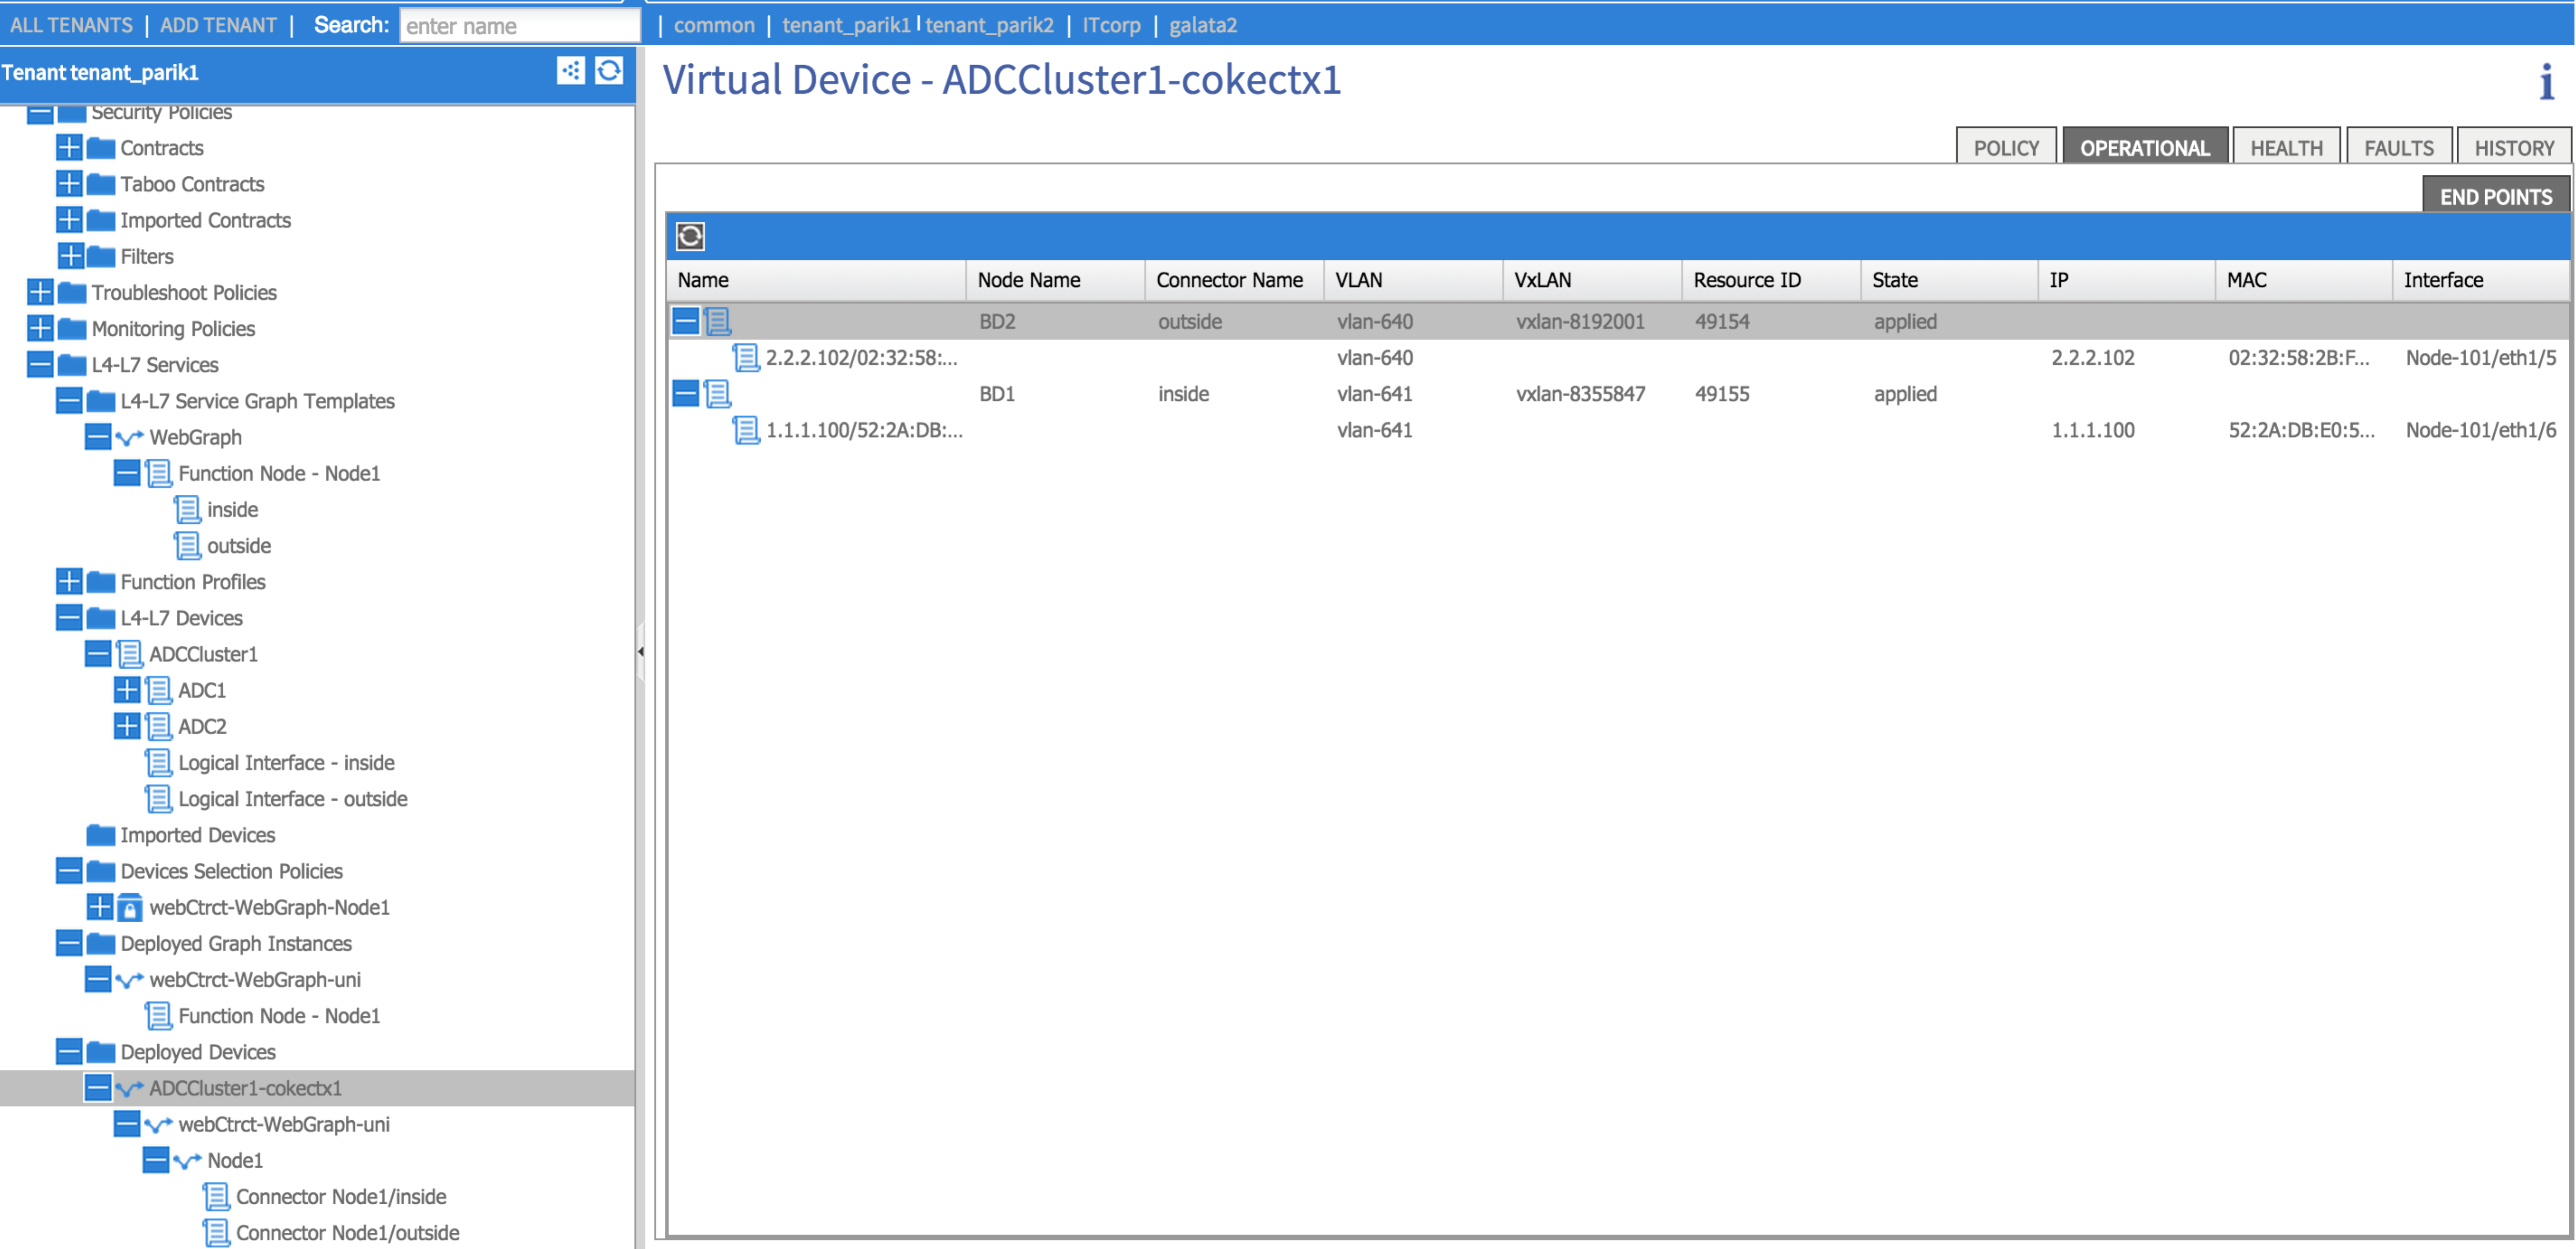 ALL TENANTS | ADD TENANT | Search: enter name | common | tenant_parik1 | tenant_parik2 | ITcorp | galata2
Tenant tenant_parik1
Security Policies
Contracts
Taboo Contracts
Imported Contracts
Filters
Troubleshoot Policies
Monitoring Policies
L4-L7 Services
L4-L7 Service Graph Templates
WebGraph
Function Node - Node1
inside
outside
Function Profiles
L4-L7 Devices
ADCCluster1
ADC1
ADC2
Logical Interface - inside
Logical Interface - outside
Imported Devices
Devices Selection Policies
webCtrct-WebGraph-Node1
Deployed Graph Instances
webCtrct-WebGraph-uni
Function Node - Node1
Deployed Devices
ADCCluster1-cokectx1
webCtrct-WebGraph-uni
Node1
Connector Node1/inside
Connector Node1/outside
Virtual Device - ADCCluster1-cokectx1
i
POLICY OPERATIONAL HEALTH FAULTS HISTORY
END POINTS
Name Node Name Connector Name VLAN VxLAN Resource ID State IP MAC Interface
BD2 outside vlan-640 vxlan-8192001 49154 applied
2.2.2.102/02:32:58:... vlan-640 2.2.2.102 02:32:58:2B:F... Node-101/eth1/5
BD1 inside vlan-641 vxlan-8355847 49155 applied
1.1.1.100/52:2A:DB:... vlan-641 1.1.1.100 52:2A:DB:E0:5... Node-101/eth1/6